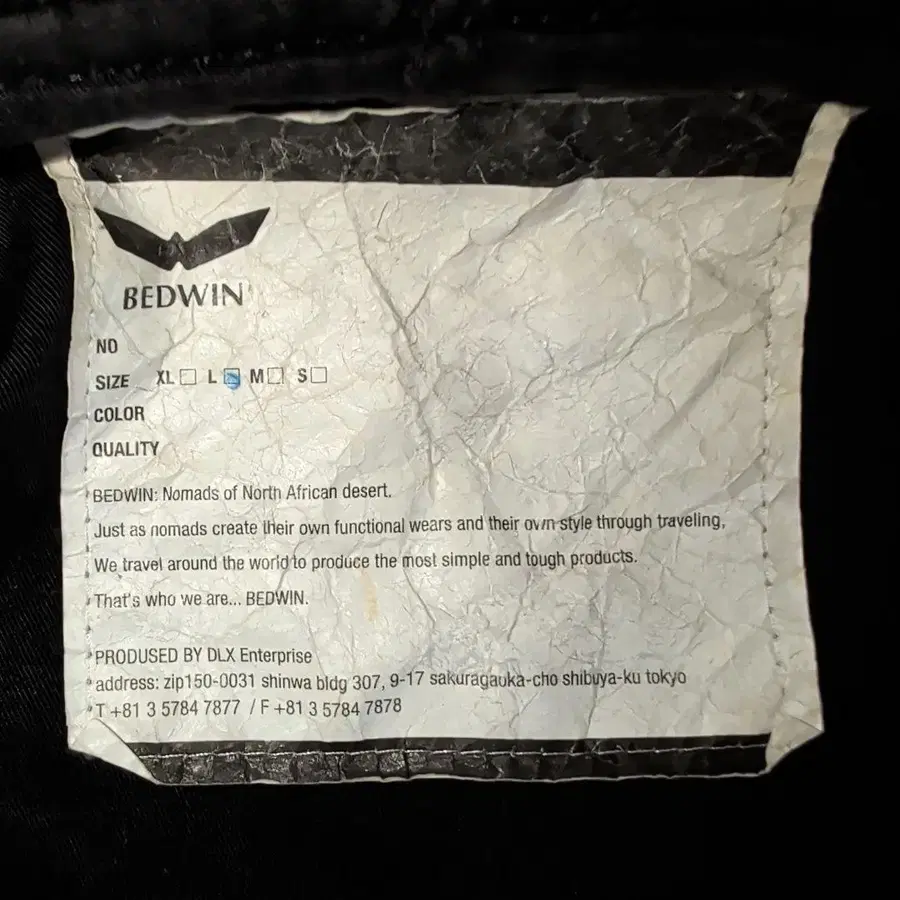 BEDWIN
NO
SIZE XL L M S
COLOR
QUALITY
BEDWIN: Nomads of North African desert.
Just as nomads create their own functional wears and their own style through traveling,
We travel around the world to produce the most simple and tough products.
That's who we are... BEDWIN.
PRODUSED BY DLX Enterprise
address: zip150-0031 shinwa bldg 307, 9-17 sakuragaoka-cho shibuya-ku tokyo
T +81 3 5784 7877 / F +81 3 5784 7878